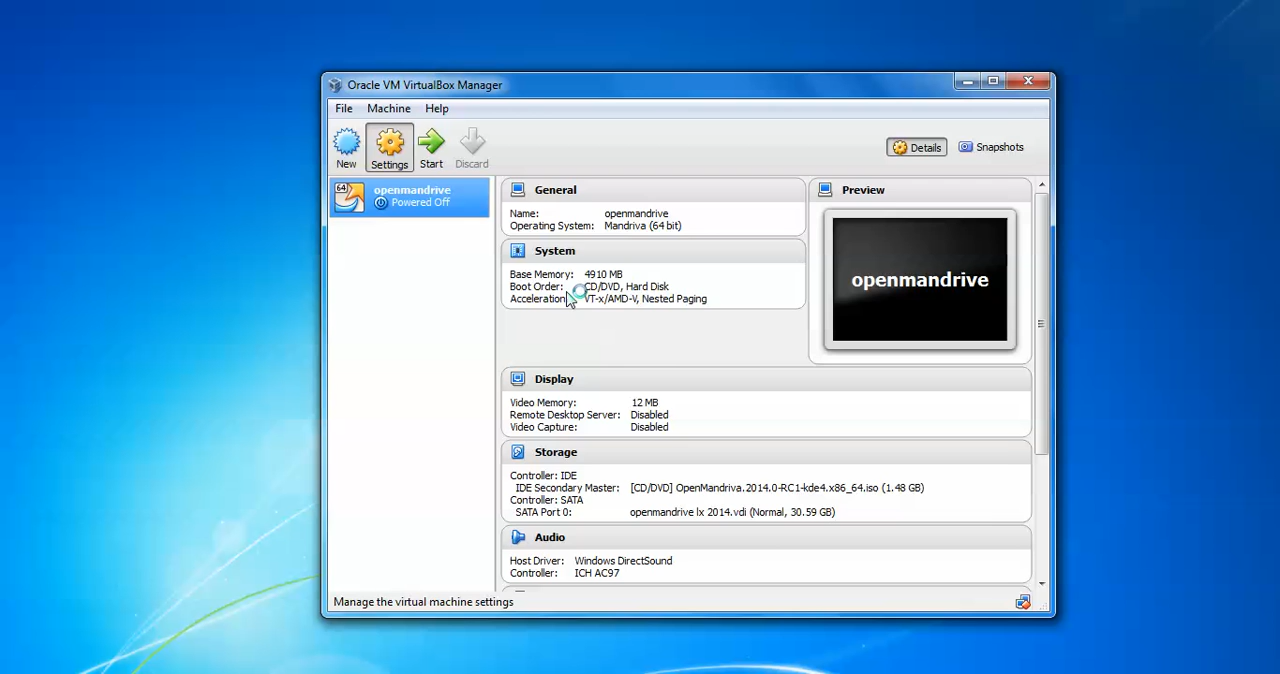 Oracle VM VirtualBox Manager
File Machine Help
New Settings Start Discard
Details Snapshots
64 openmandrive
Powered Off
General
Name: openmandrive
Operating System: Mandriva (64 bit)
System
Base Memory: 4910 MB
Boot Order: CD/DVD, Hard Disk
Acceleration: VT-x/AMD-V, Nested Paging
Preview
openmandrive
Display
Video Memory: 12 MB
Remote Desktop Server: Disabled
Video Capture: Disabled
Storage
Controller: IDE
IDE Secondary Master: [CD/DVD] OpenMandriva.2014.0-RC1-kde4.x86_64.iso (1.48 GB)
Controller: SATA
SATA Port 0: openmandrive lx 2014.vdi (Normal, 30.59 GB)
Audio
Host Driver: Windows DirectSound
Controller: ICH AC97
Manage the virtual machine settings